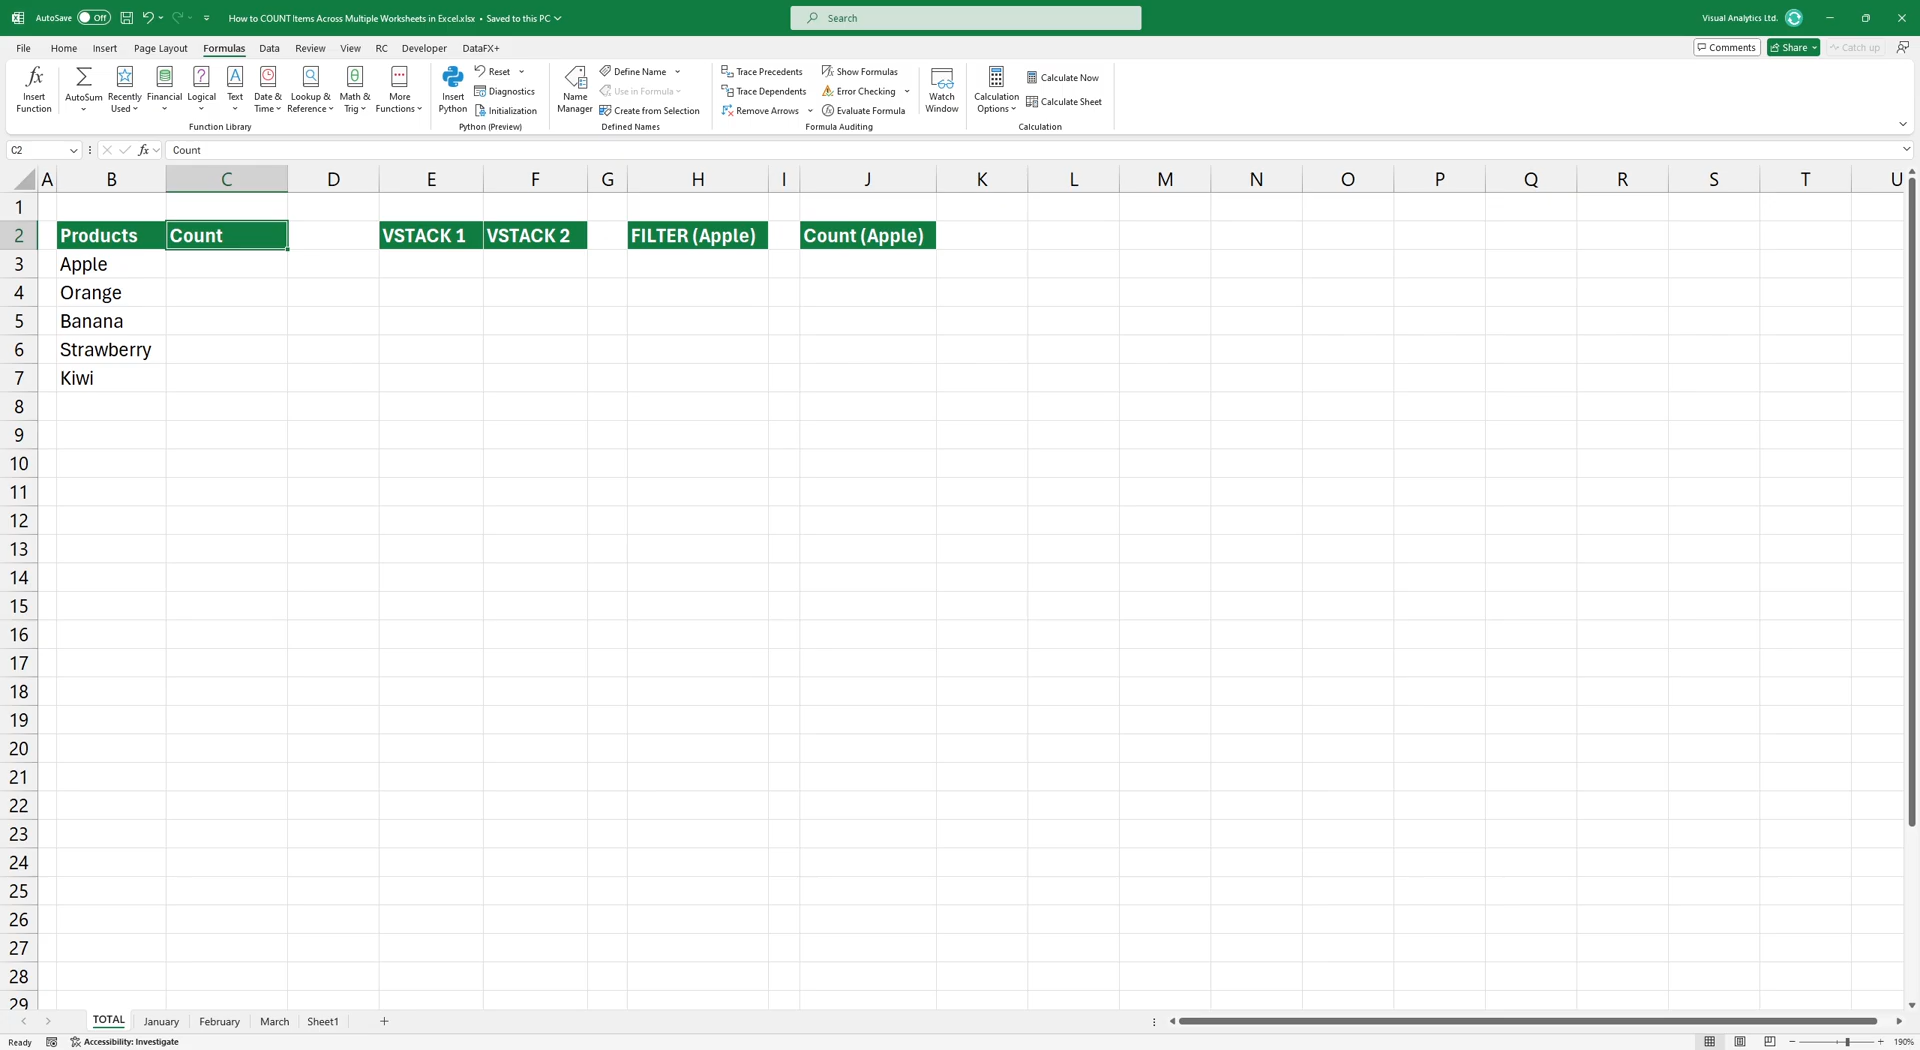 AutoSave Off How to COUNT Items Across Multiple Worksheets in Excel.xlsx • Saved to this PC Search Visual Analytics Ltd.
File Home Insert Page Layout Formulas Data Review View RC Developer DataFX+ Comments Share Catch up
Insert Function
AutoSum
Recently Used
Financial
Logical
Text
Date & Time
Lookup & Reference
Math & Trig
More Functions
Function Library
Insert Python
Reset
Diagnostics
Initialization
Python (Preview)
Name Manager
Define Name
Use in Formula
Create from Selection
Defined Names
Trace Precedents
Trace Dependents
Remove Arrows
Show Formulas
Error Checking
Evaluate Formula
Formula Auditing
Watch Window
Calculation Options
Calculate Now
Calculate Sheet
Calculation
C2 fx Count
A B C D E F G H I J K L M N O P Q R S T U
1
2 Products Count VSTACK 1 VSTACK 2 FILTER (Apple) Count (Apple)
3 Apple
4 Orange
5 Banana
6 Strawberry
7 Kiwi
8
9
10
11
12
13
14
15
16
17
18
19
20
21
22
23
24
25
26
27
28
29
TOTAL January February March Sheet1
Ready Accessibility: Investigate 190%